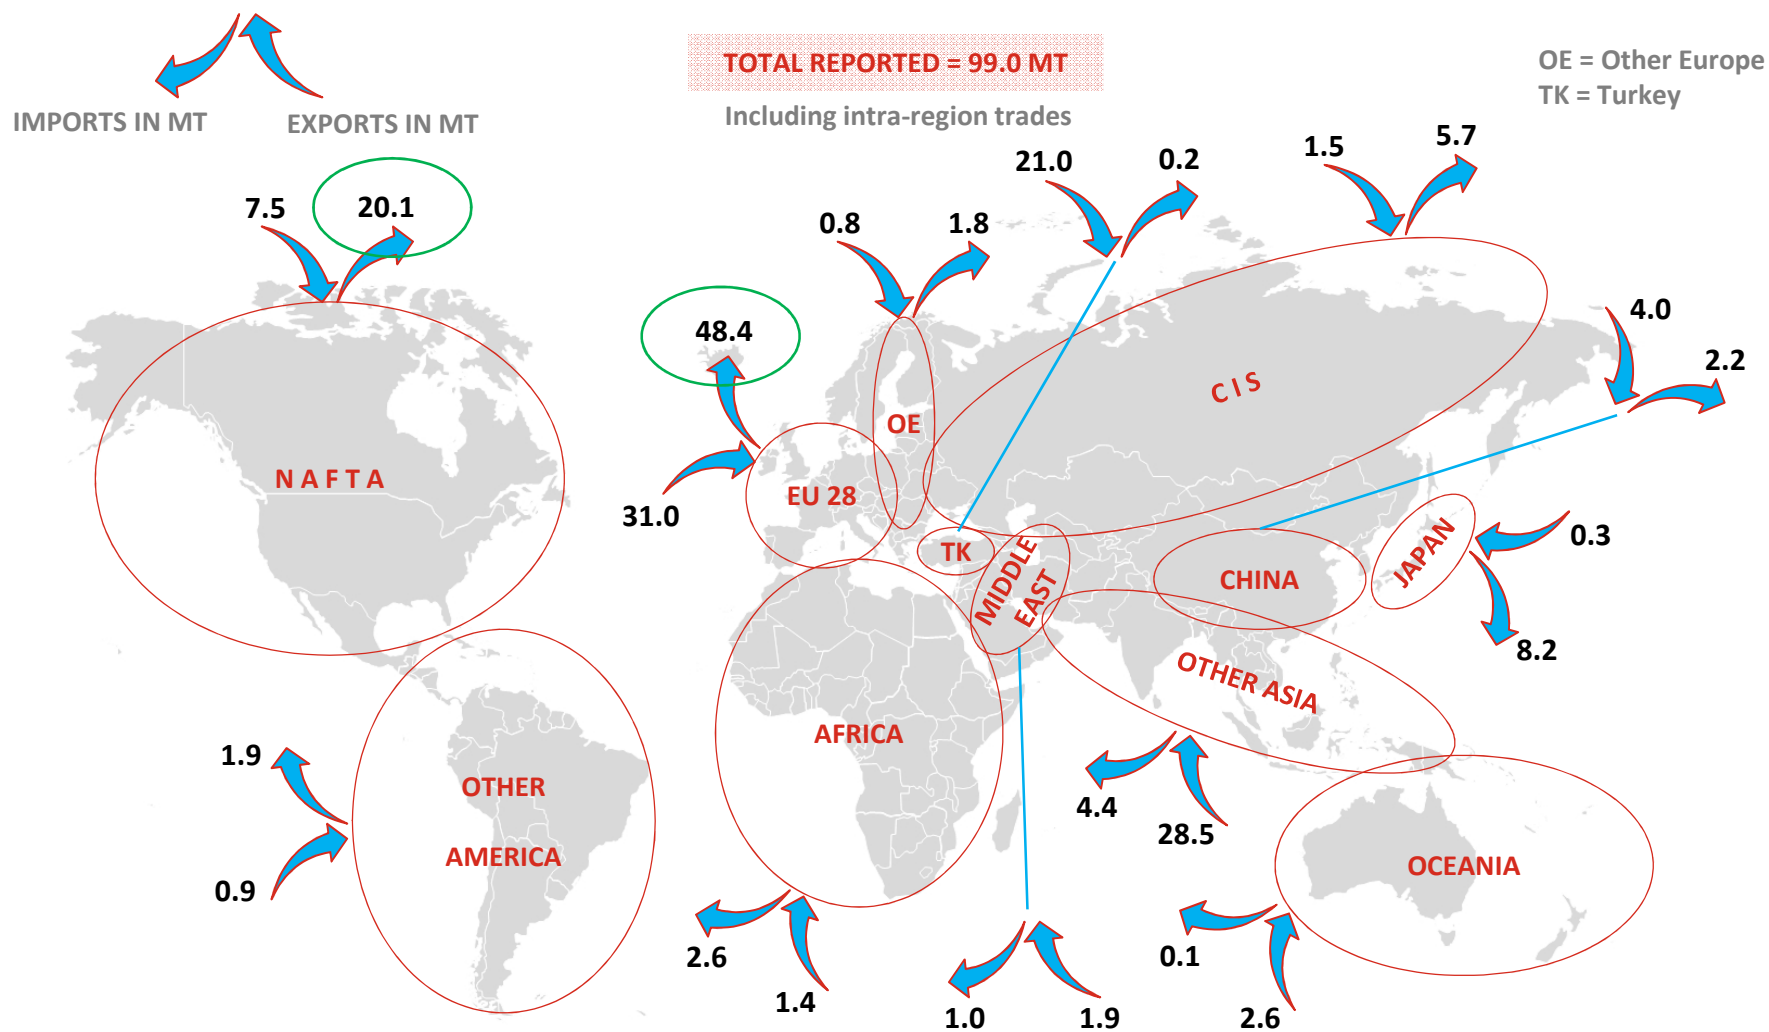 TOTAL REPORTED = 99.0 MT
Including intra-region trades
OE = Other Europe
TK = Turkey
IMPORTS IN MT
EXPORTS IN MT
7.5
20.1
0.8
1.8
21.0
0.2
1.5
5.7
48.4
31.0
4.0
2.2
N A F T A
EU 28
OE
C I S
TK
MIDDLE
EAST
CHINA
JAPAN
0.3
8.2
OTHER ASIA
AFRICA
OTHER
AMERICA
1.9
0.9
4.4
28.5
OCEANIA
2.6
1.4
1.0
1.9
0.1
2.6